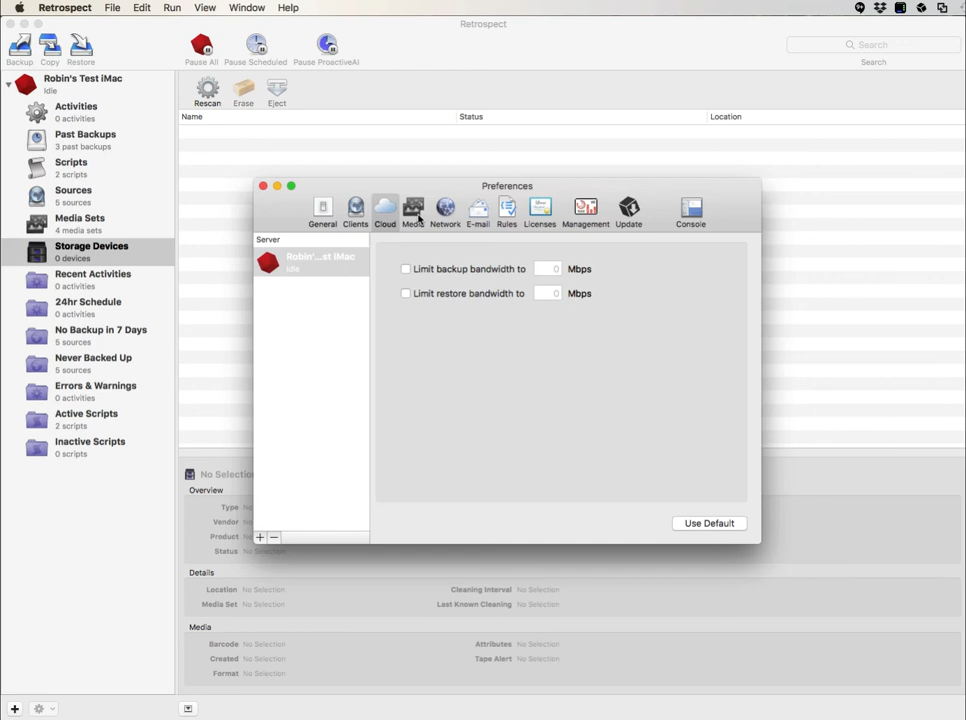 Retrospect File Edit Run View Window Help
Retrospect
Backup Copy Restore Pause All Pause Scheduled Pause ProactiveAI
Search
Search
Robin's Test iMac
Idle
Activities
0 activities
Past Backups
3 past backups
Scripts
2 scripts
Sources
5 sources
Media Sets
4 media sets
Storage Devices
0 devices
Recent Activities
0 activities
24hr Schedule
0 activities
No Backup in 7 Days
5 sources
Never Backed Up
5 sources
Errors & Warnings
0 activities
Active Scripts
2 scripts
Inactive Scripts
0 scripts
Rescan Erase Eject
Name Status Location
Preferences
General Clients Cloud Media Network E-mail Rules Licenses Management Update Console
Server
Robin'...st iMac
Idle
Limit backup bandwidth to 0 Mbps
Limit restore bandwidth to 0 Mbps
Use Default
+ −
No Selection
Overview
Type
Vendor
Product
Status
Details
Location No Selection Cleaning Interval No Selection
Media Set No Selection Last Known Cleaning No Selection
Media
Barcode No Selection Attributes No Selection
Created No Selection Tape Alert No Selection
Format No Selection